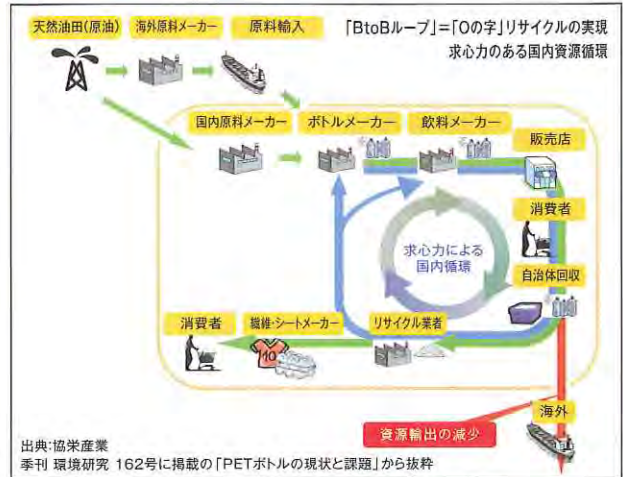 「BtoBループ」=「Oの字」リサイクルの実現
求心力のある国内資源循環
天然油田(原油)
海外原料メーカー
原料輸入
国内原料メーカー
ボトルメーカー
飲料メーカー
販売店
消費者
求心力による
国内循環
自治体回収
消費者
繊維・シートメーカー
10
リサイクル業者
海外
資源輸出の減少
出典:協栄産業
季刊 環境研究 162号に掲載の「PETボトルの現状と課題」から抜粋